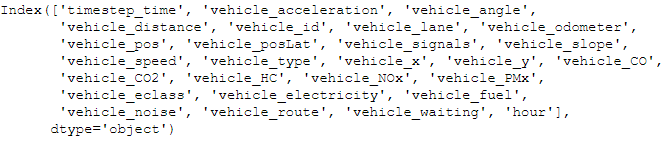 Index(['timestep_time', 'vehicle_acceleration', 'vehicle_angle',
'vehicle_distance', 'vehicle_id', 'vehicle_lane', 'vehicle_odometer',
'vehicle_pos', 'vehicle_posLat', 'vehicle_signals', 'vehicle_slope',
'vehicle_speed', 'vehicle_type', 'vehicle_x', 'vehicle_y', 'vehicle_CO',
'vehicle_CO2', 'vehicle_HC', 'vehicle_NOx', 'vehicle_PMx',
'vehicle_eclass', 'vehicle_electricity', 'vehicle_fuel',
'vehicle_noise', 'vehicle_route', 'vehicle_waiting', 'hour'],
dtype='object')